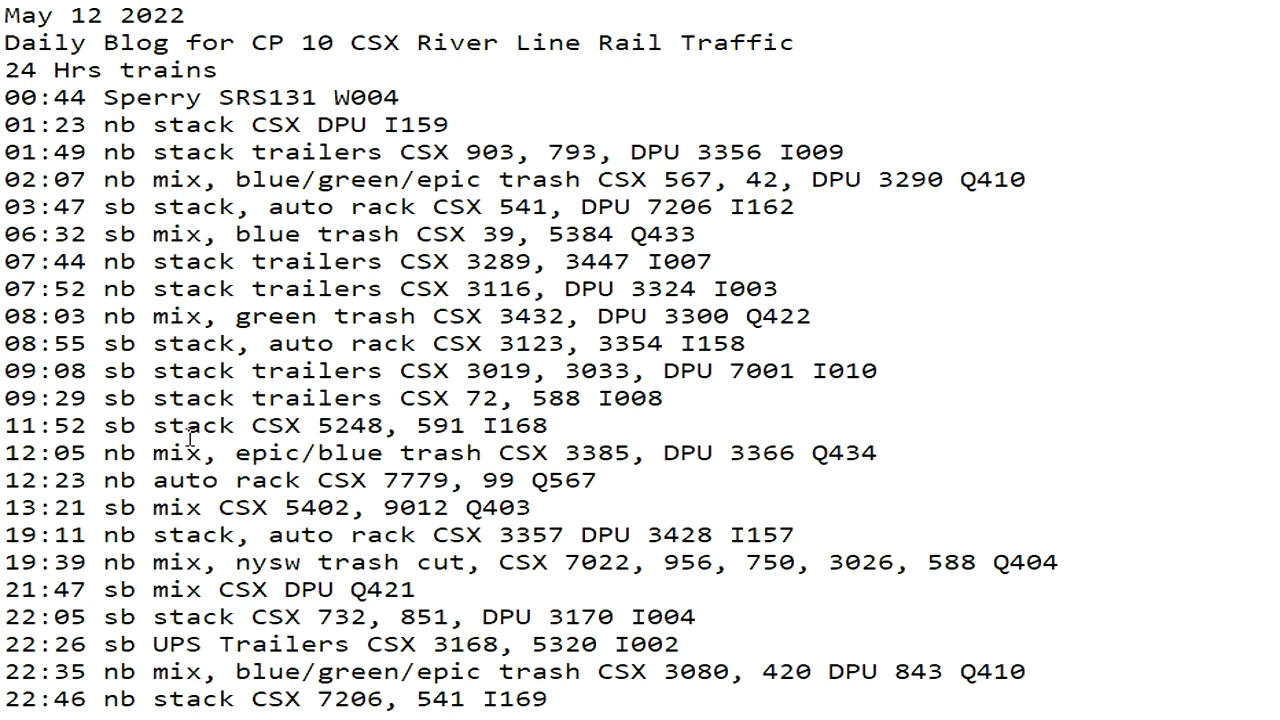 May 12 2022
Daily Blog for CP 10 CSX River Line Rail Traffic
24 Hrs trains
00:44 Sperry SRS131 W004
01:23 nb stack CSX DPU I159
01:49 nb stack trailers CSX 903, 793, DPU 3356 I009
02:07 nb mix, blue/green/epic trash CSX 567, 42, DPU 3290 Q410
03:47 sb stack, auto rack CSX 541, DPU 7206 I162
06:32 sb mix, blue trash CSX 39, 5384 Q433
07:44 nb stack trailers CSX 3289, 3447 I007
07:52 nb stack trailers CSX 3116, DPU 3324 I003
08:03 nb mix, green trash CSX 3432, DPU 3300 Q422
08:55 sb stack, auto rack CSX 3123, 3354 I158
09:08 sb stack trailers CSX 3019, 3033, DPU 7001 I010
09:29 sb stack trailers CSX 72, 588 I008
11:52 sb stack CSX 5248, 591 I168
12:05 nb mix, epic/blue trash CSX 3385, DPU 3366 Q434
12:23 nb auto rack CSX 7779, 99 Q567
13:21 sb mix CSX 5402, 9012 Q403
19:11 nb stack, auto rack CSX 3357 DPU 3428 I157
19:39 nb mix, nysw trash cut, CSX 7022, 956, 750, 3026, 588 Q404
21:47 sb mix CSX DPU Q421
22:05 sb stack CSX 732, 851, DPU 3170 I004
22:26 sb UPS Trailers CSX 3168, 5320 I002
22:35 nb mix, blue/green/epic trash CSX 3080, 420 DPU 843 Q410
22:46 nb stack CSX 7206, 541 I169